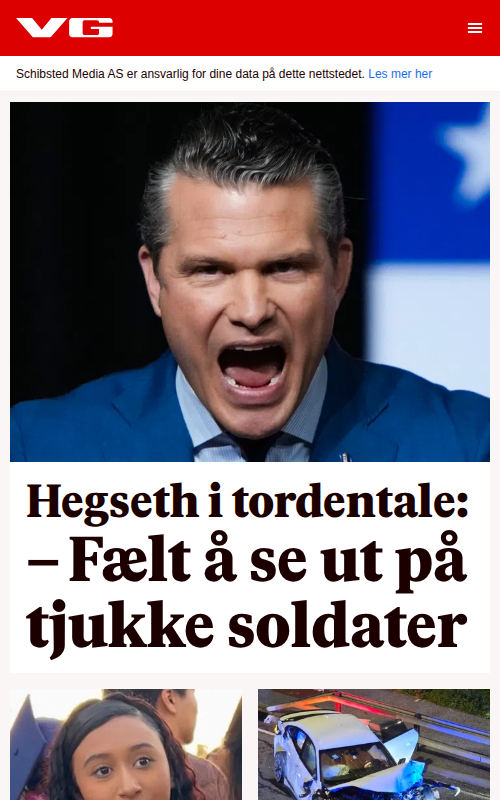 VG
Schibsted Media AS er ansvarlig for dine data på dette nettstedet. Les mer her
Hegseth i tordentale:
– Fælt å se ut på
tjukke soldater